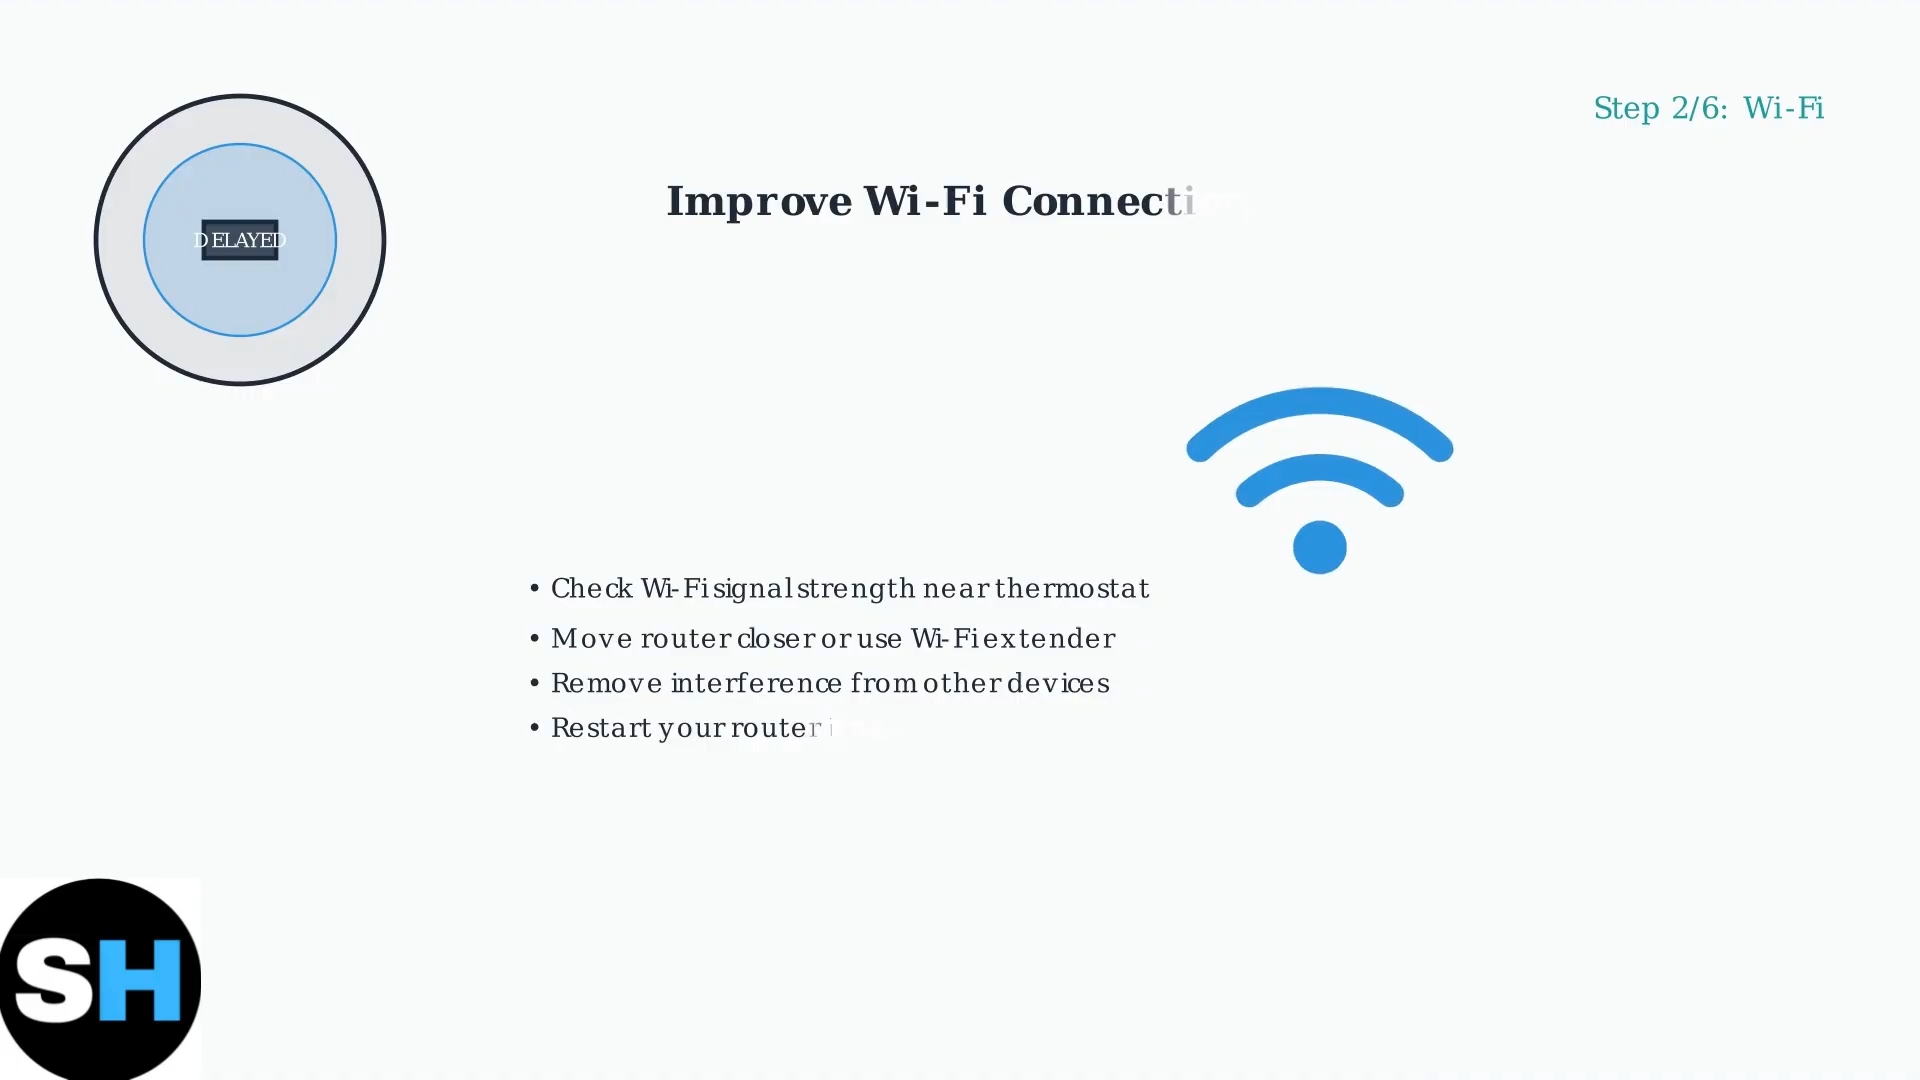 Step 2/6: Wi-Fi
Improve Wi-Fi Connecti
DELAYED
• Check Wi-Fi signal strength near thermostat
• Move router closer or use Wi-Fi extender
• Remove interference from other devices
• Restart your router
SH